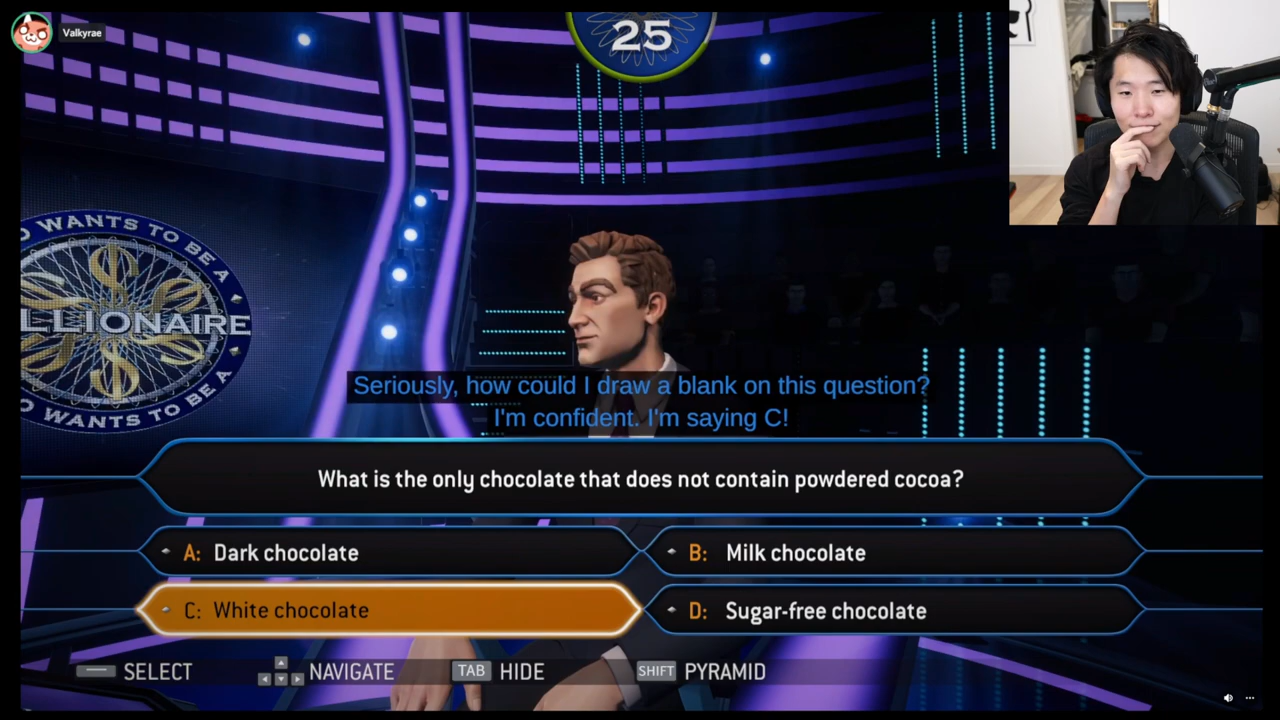 Valkyrae
25
WANTS TO BE A
LLIONAIRE
O WANTS TO BE A
Seriously, how could I draw a blank on this question?
I'm confident. I'm saying C!
What is the only chocolate that does not contain powdered cocoa?
A: Dark chocolate
B: Milk chocolate
C: White chocolate
D: Sugar-free chocolate
SELECT
NAVIGATE
TAB HIDE
SHIFT PYRAMID